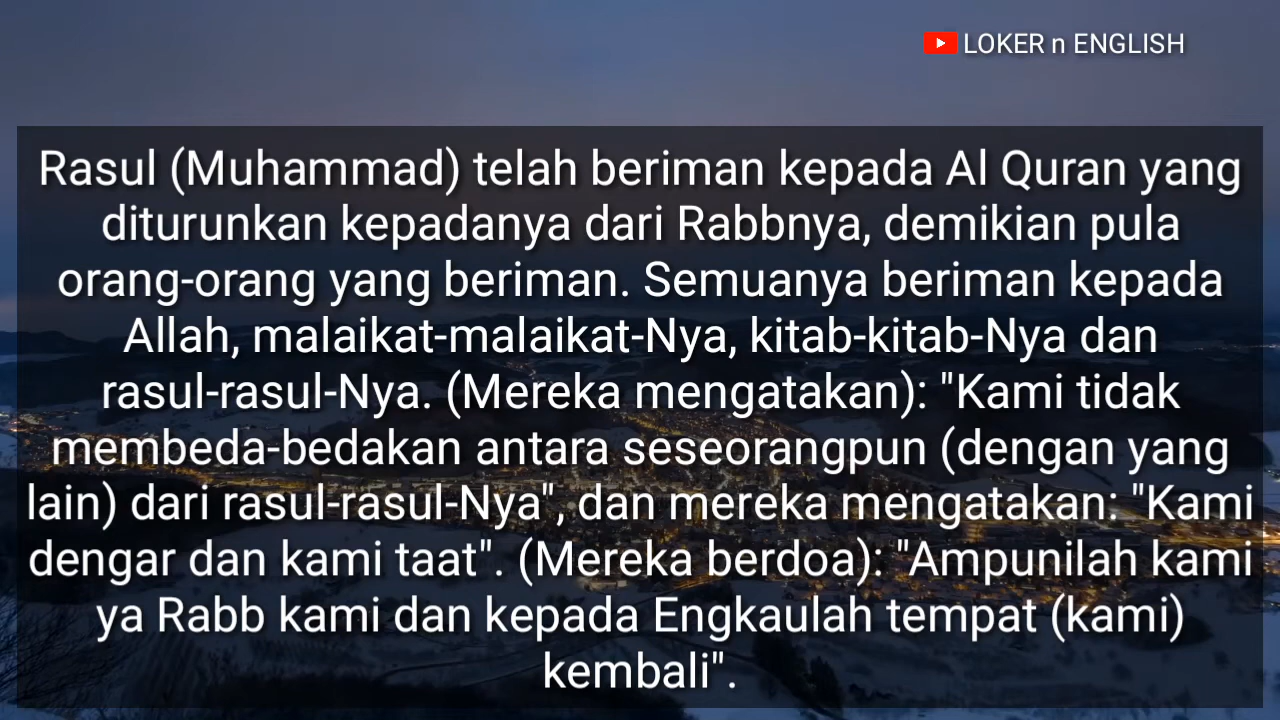 LOKER n ENGLISH
Rasul (Muhammad) telah beriman kepada Al Quran yang
diturunkan kepadanya dari Rabbnya, demikian pula
orang-orang yang beriman. Semuanya beriman kepada
Allah, malaikat-malaikat-Nya, kitab-kitab-Nya dan
rasul-rasul-Nya. (Mereka mengatakan): "Kami tidak
membeda-bedakan antara seseorangpun (dengan yang
lain) dari rasul-rasul-Nya", dan mereka mengatakan: "Kami
dengar dan kami taat". (Mereka berdoa): "Ampunilah kami
ya Rabb kami dan kepada Engkaulah tempat (kami)
kembali".